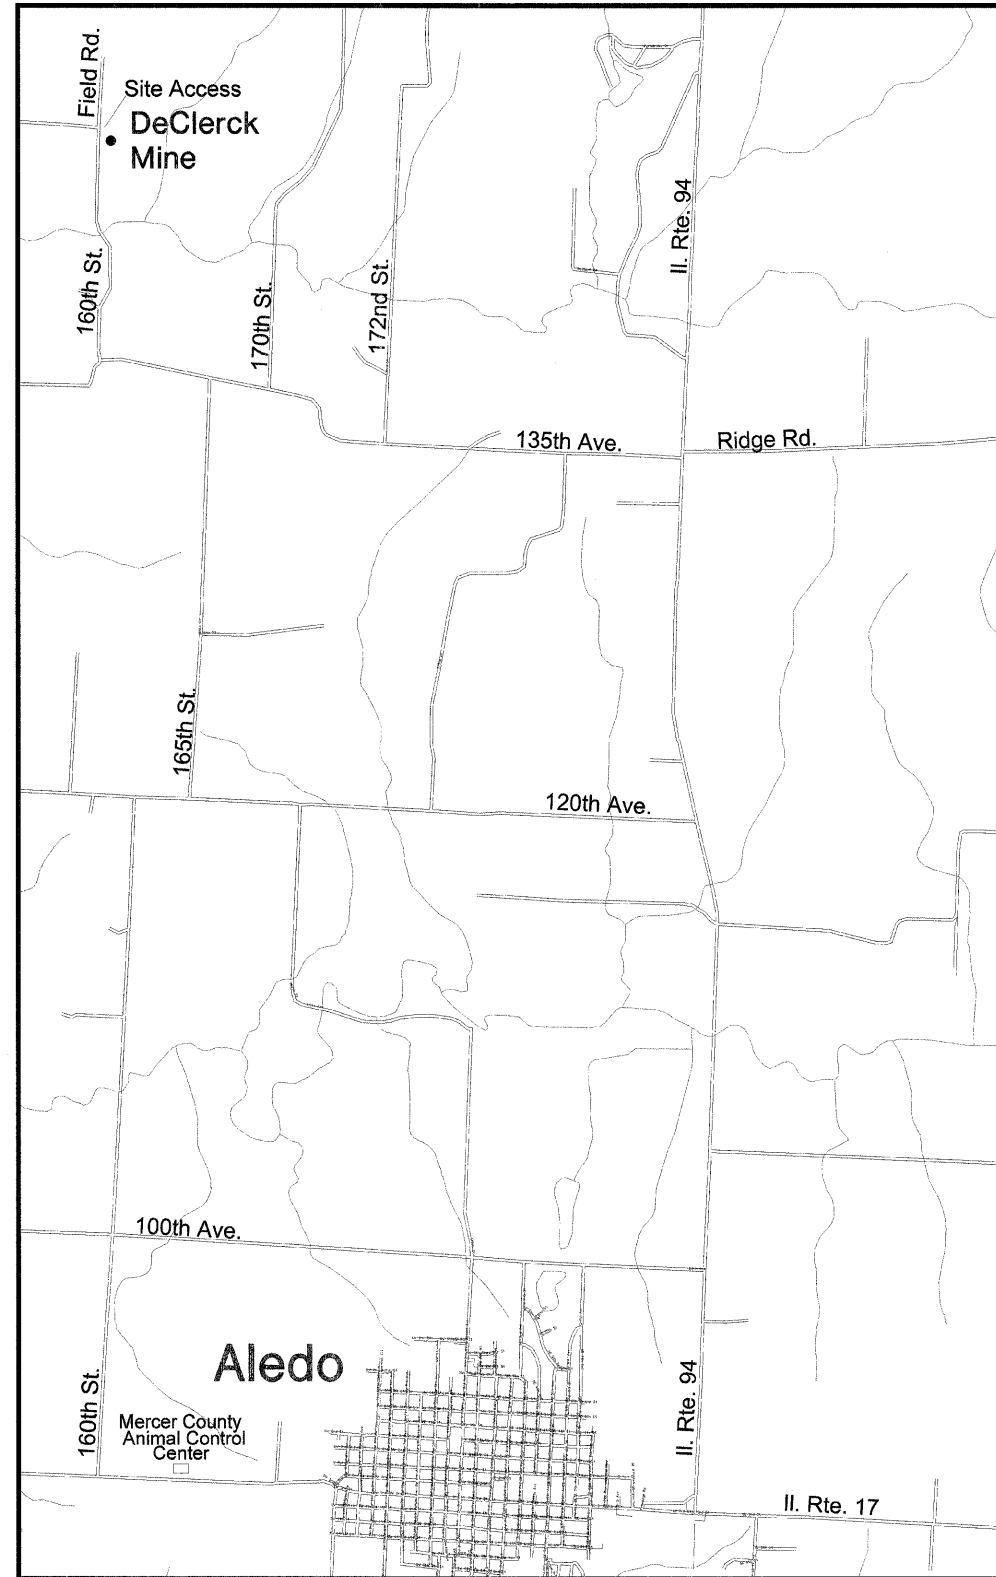 Field Rd.
Site Access
DeClerck
Mine
Il. Rte. 94
160th St.
170th St.
172nd St.
135th Ave.
Ridge Rd.
165th St.
120th Ave.
100th Ave.
Aledo
160th St.
Il. Rte. 94
Mercer County
Animal Control
Center
Il. Rte. 17